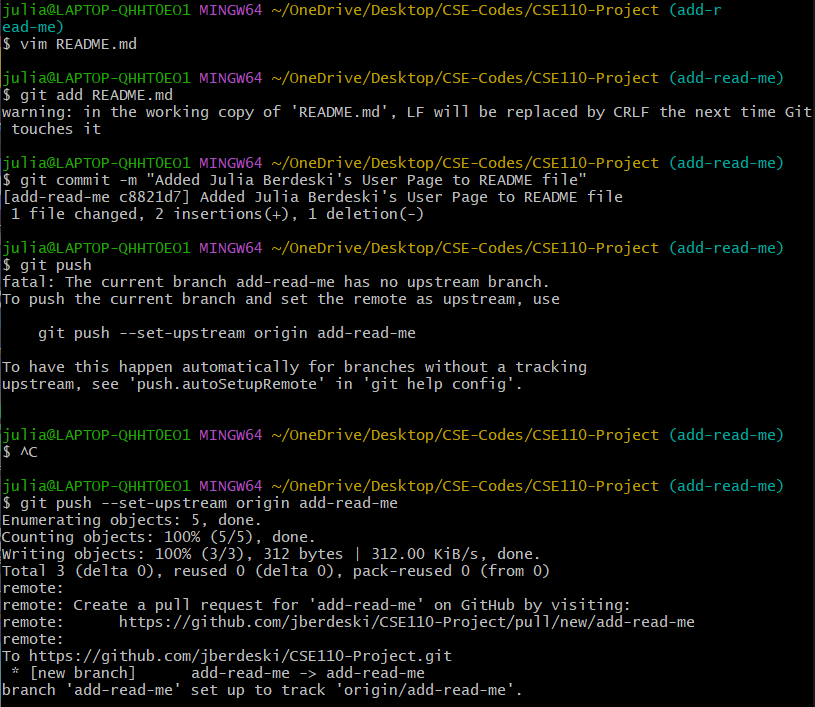 julia@LAPTOP-QHHT0EO1 MINGW64 ~/OneDrive/Desktop/CSE-Codes/CSE110-Project (add-r
ead-me)
$ vim README.md
julia@LAPTOP-QHHT0EO1 MINGW64 ~/OneDrive/Desktop/CSE-Codes/CSE110-Project (add-read-me)
$ git add README.md
warning: in the working copy of 'README.md', LF will be replaced by CRLF the next time Git
 touches it
julia@LAPTOP-QHHT0EO1 MINGW64 ~/OneDrive/Desktop/CSE-Codes/CSE110-Project (add-read-me)
$ git commit -m "Added Julia Berdeski's User Page to README file"
[add-read-me c8821d7] Added Julia Berdeski's User Page to README file
 1 file changed, 2 insertions(+), 1 deletion(-)
julia@LAPTOP-QHHT0EO1 MINGW64 ~/OneDrive/Desktop/CSE-Codes/CSE110-Project (add-read-me)
$ git push
fatal: The current branch add-read-me has no upstream branch.
To push the current branch and set the remote as upstream, use
    git push --set-upstream origin add-read-me
To have this happen automatically for branches without a tracking
upstream, see 'push.autoSetupRemote' in 'git help config'.
julia@LAPTOP-QHHT0EO1 MINGW64 ~/OneDrive/Desktop/CSE-Codes/CSE110-Project (add-read-me)
$ ^C
julia@LAPTOP-QHHT0EO1 MINGW64 ~/OneDrive/Desktop/CSE-Codes/CSE110-Project (add-read-me)
$ git push --set-upstream origin add-read-me
Enumerating objects: 5, done.
Counting objects: 100% (5/5), done.
Writing objects: 100% (3/3), 312 bytes | 312.00 KiB/s, done.
Total 3 (delta 0), reused 0 (delta 0), pack-reused 0 (from 0)
remote:
remote: Create a pull request for 'add-read-me' on GitHub by visiting:
remote:      https://github.com/jberdeski/CSE110-Project/pull/new/add-read-me
remote:
To https://github.com/jberdeski/CSE110-Project.git
 * [new branch]      add-read-me -> add-read-me
branch 'add-read-me' set up to track 'origin/add-read-me'.